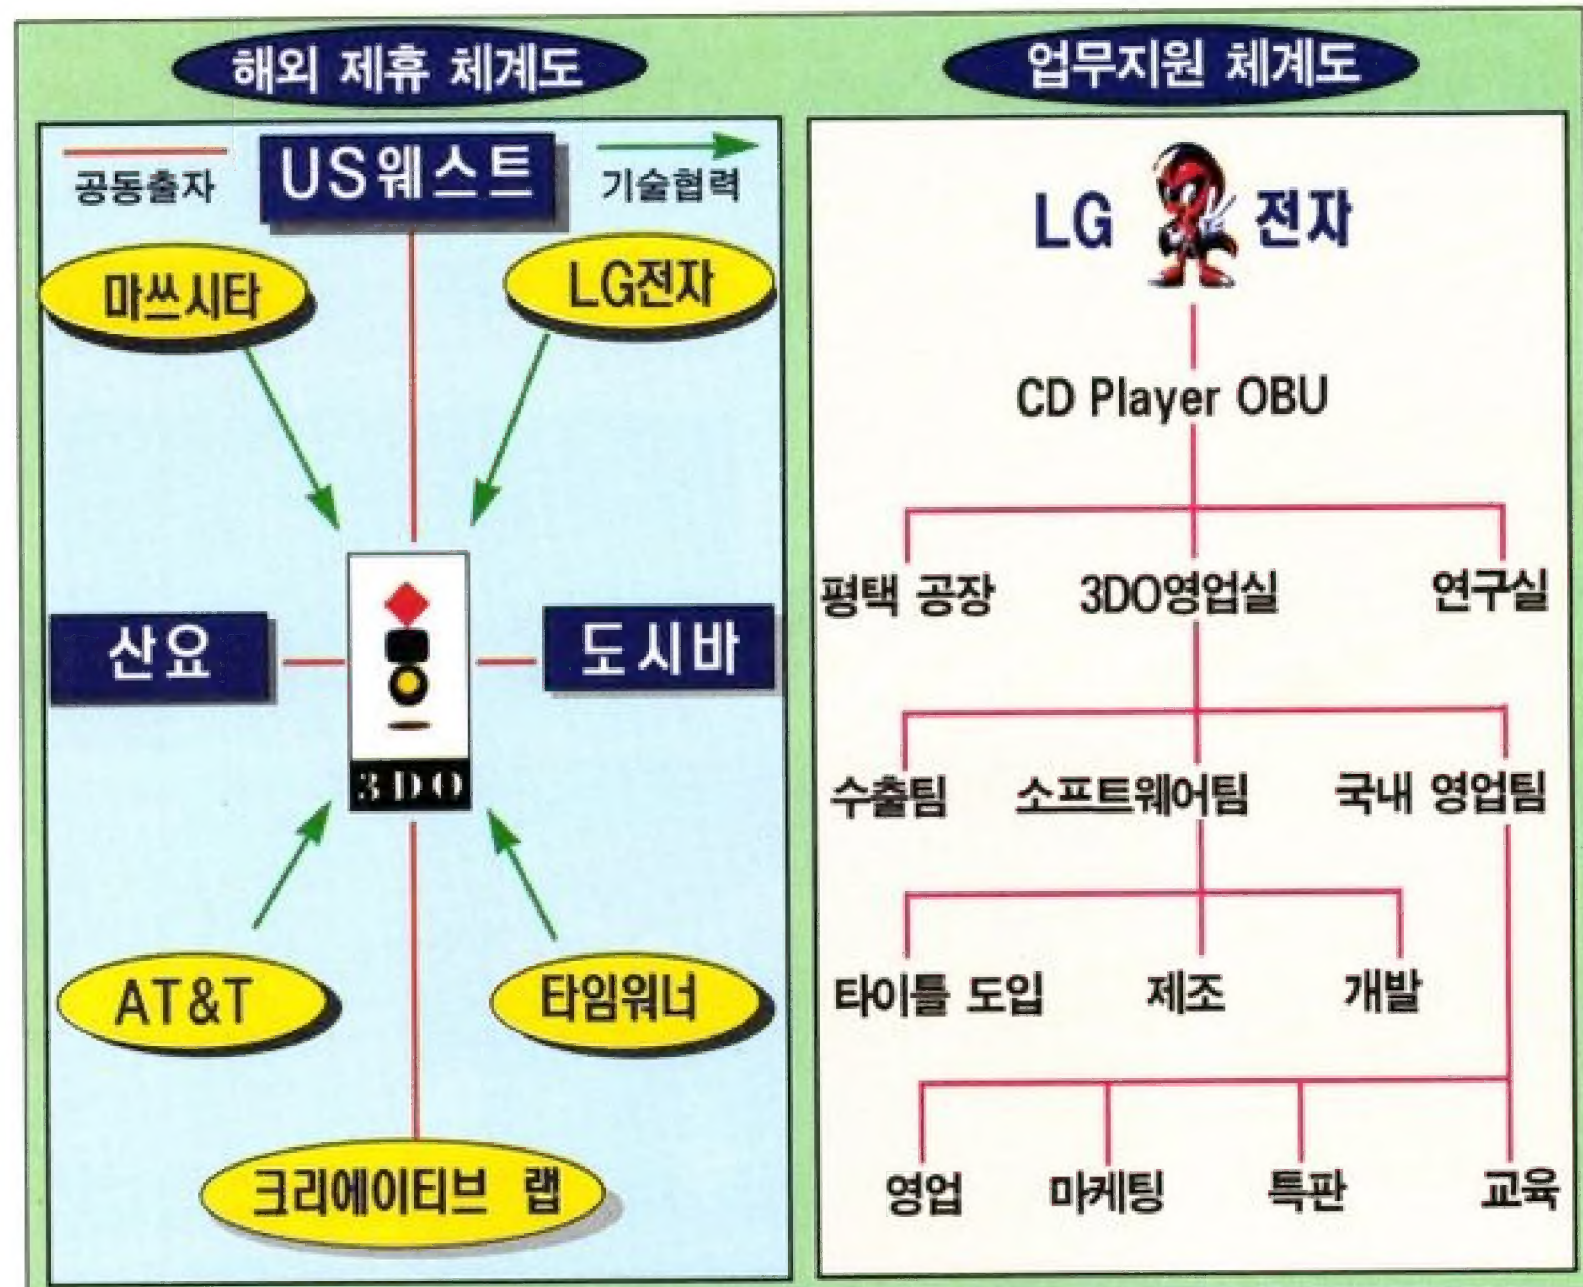 해외 제휴 체계도
공동출자
US웨스트
기술협력
마쓰시타
LG전자
산요
3DO
도시바
AT&T
타임워너
크리에이티브 랩
업무지원 체계도
LG 전자
CD Player OBU
평택 공장 3DO영업실 연구실
수출팀 소프트웨어팀 국내 영업팀
타이틀 도입 제조 개발
영업 마케팅 특판 교육